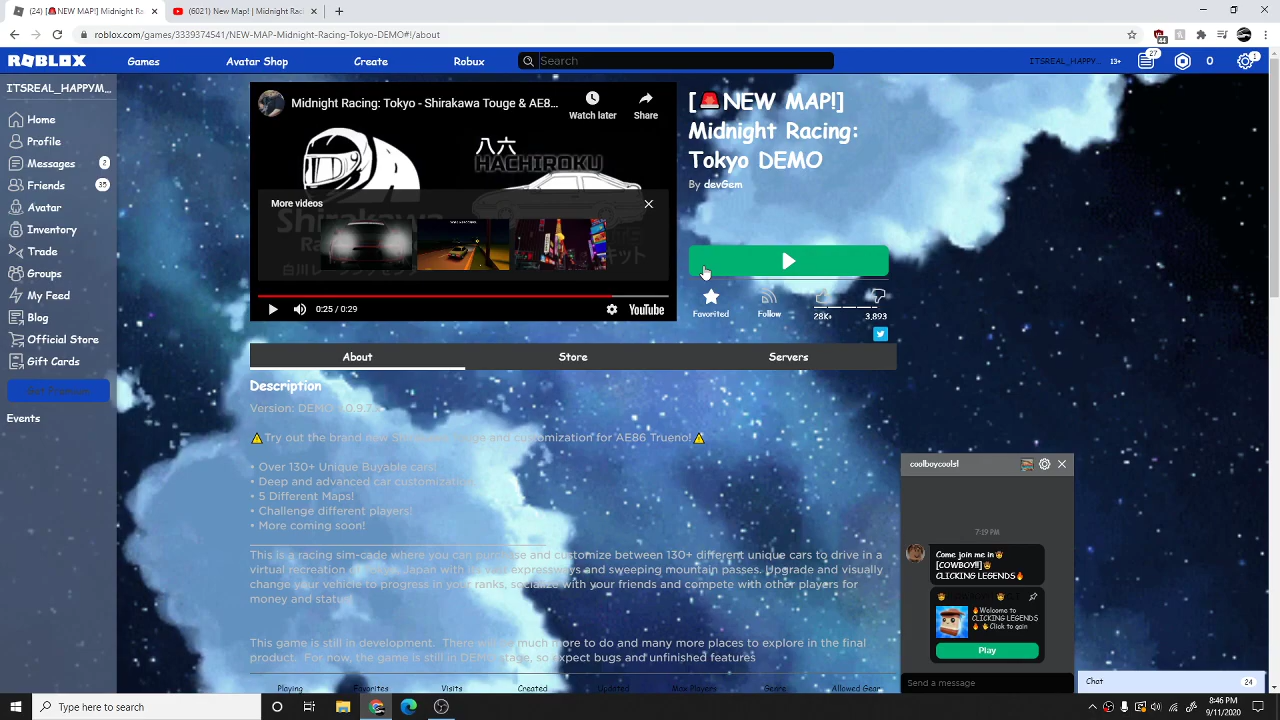 (24) [🚨NEW MAP!] Midnight Ra
(6021) NEW MAP! Midnight Racin
roblox.com/games/3339374541/NEW-MAP-Midnight-Racing-Tokyo-DEMO#!/about
44
ROBLOX
Games
Avatar Shop
Create
Robux
Search
ITSREAL_HAPPY...
13+
27
0
1
ITSREAL_HAPPYM...
Home
Profile
Messages
2
Friends
35
Avatar
Inventory
Trade
Groups
My Feed
Blog
Official Store
Gift Cards
Events
Midnight Racing: Tokyo - Shirakawa Touge & AE8...
Watch later
Share
八六
HACHIROKU
More videos
0:25 / 0:29
YouTube
[🚨NEW MAP!]
Midnight Racing:
Tokyo DEMO
By devGem
Favorited
Follow
28K+
3,893
About
Store
Servers
Description
Version: DEMO
⚠Try out the brand new Shirakawa Touge and customization for AE86 Trueno!⚠
• Over 130+ Unique Buyable cars!
• Deep and advanced car customization
• 5 Different Maps!
• Challenge different players!
• More coming soon!
This is a racing sim-cade where you can purchase and customize between 130+ different unique cars to drive in a
virtual recreation of Tokyo, Japan with its vast expressways and sweeping mountain passes. Upgrade and visually
change your vehicle to progress in your ranks, socialize with your friends and compete with other players for
money and status
This game is still in development. There will be much more to do and many more places to explore in the final
product. For now, the game is still in DEMO stage, so expect bugs and unfinished features
Playing
Favorites
Visits
Created
Updated
Max Players
Genre
Allowed Gear
coolboycoolsl
7:19 PM
Come join me in🤠
[COWBOY!!]🤠
CLICKING LEGENDS🔥
🔥Welcome to
CLICKING LEGENDS
🔥 🖐Click to gain
Play
Send a message
Chat
24
Type here to search
8:46 PM
9/11/2020